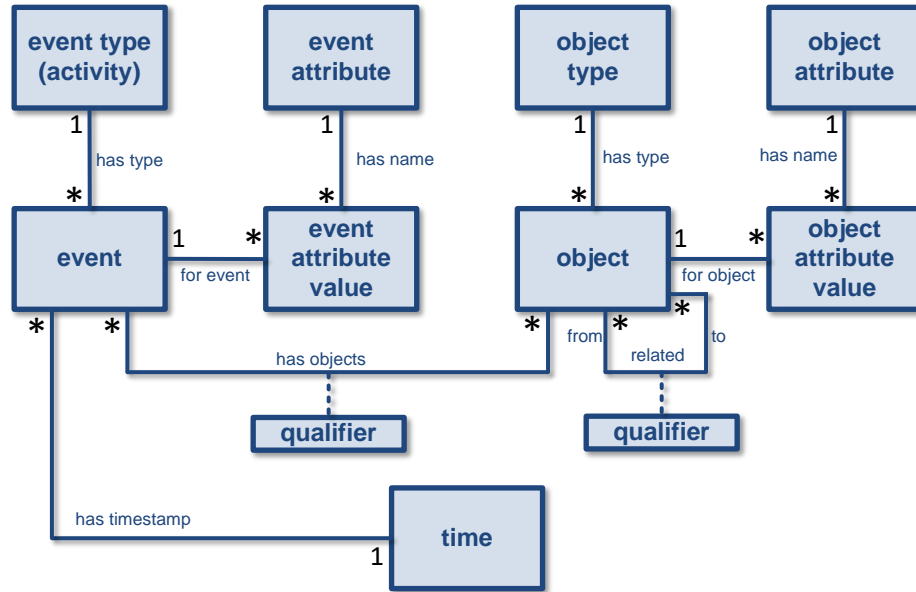 event type
(activity)
event
attribute
object
type
object
attribute
1
1
1
1
has type
has name
has type
has name
*
*
*
*
event
1
*
for event
event
attribute
value
object
1
*
for object
object
attribute
value
*
*
*
from
*
*
to
related
has objects
qualifier
qualifier
has timestamp
1
time